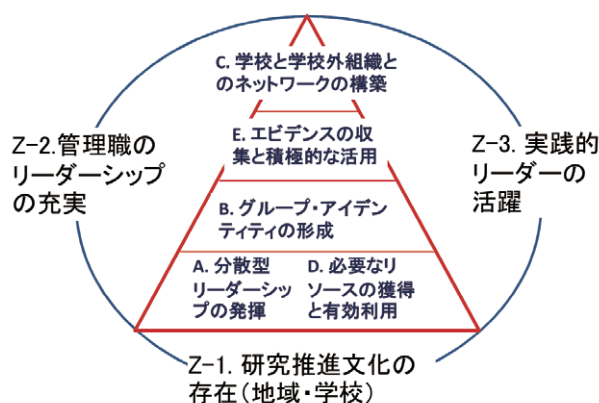 C. 学校と学校外組織と
のネットワークの構築
Z-2.管理職の
リーダーシップ
の充実
E. エビデンスの収
集と積極的な活用
Z-3. 実践的
リーダーの
活躍
B. グループ・アイデン
ティティの形成
A. 分散型
リーダーシッ
プの発揮
D. 必要なリ
ソースの獲得
と有効利用
Z-1. 研究推進文化の
存在(地域・学校)